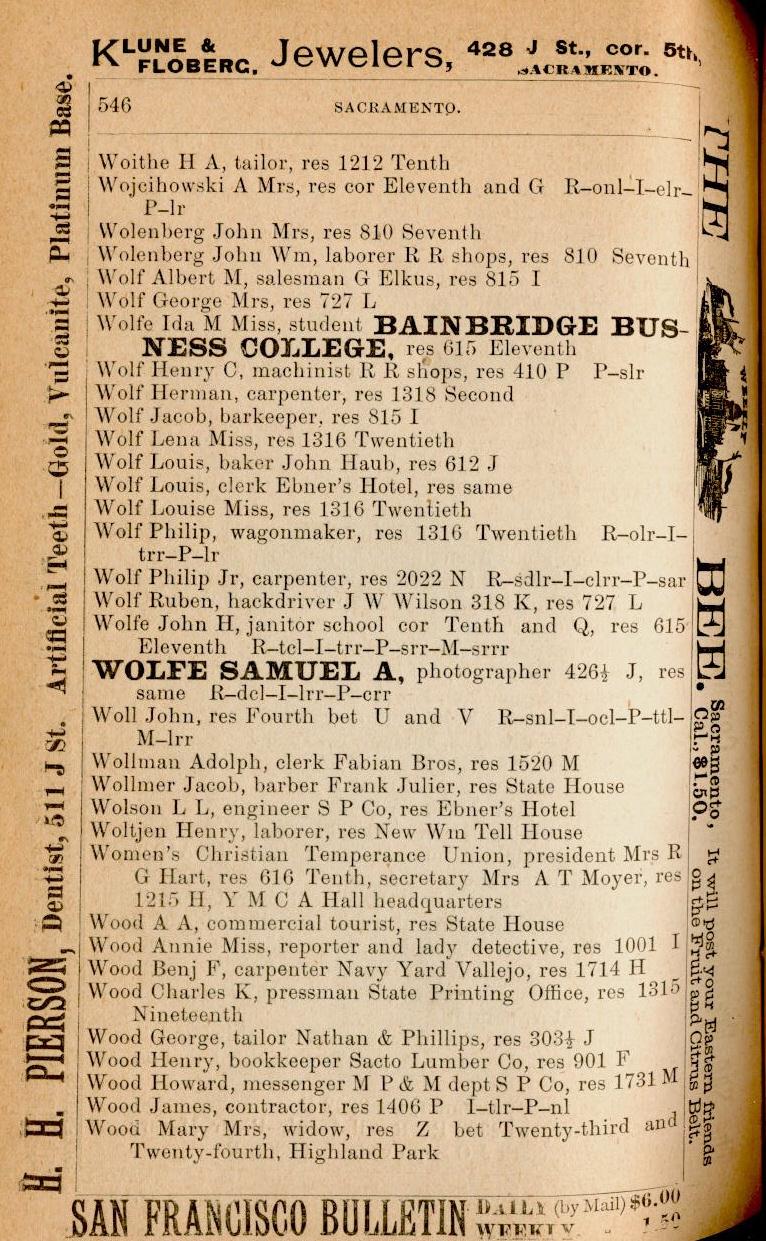 KLUNE & FLOBERG, Jewelers, 428 J St., cor. 5th,
SACRAMENTO.
546 SACRAMENTO.
Woithe H A, tailor, res 1212 Tenth
Wojcihowski A Mrs, res cor Eleventh and G R–onl–I–elr–
P–lr
Wolenberg John Mrs, res 810 Seventh
Wolenberg John Wm, laborer R R shops, res 810 Seventh
Wolf Albert M, salesman G Elkus, res 815 I
Wolf George Mrs, res 727 L
Wolfe Ida M Miss, student BAINBRIDGE BUS-
NESS COLLEGE, res 615 Eleventh
Wolf Henry C, machinist R R shops, res 410 P P–slr
Wolf Herman, carpenter, res 1318 Second
Wolf Jacob, barkeeper, res 815 I
Wolf Lena Miss, res 1316 Twentieth
Wolf Louis, baker John Haub, res 612 J
Wolf Louis, clerk Ebner's Hotel, res same
Wolf Louise Miss, res 1316 Twentieth
Wolf Philip, wagonmaker, res 1316 Twentieth R–olr–I–
trr–P–lr
Wolf Philip Jr, carpenter, res 2022 N R–sdlr–I–clrr–P–sar
Wolf Ruben, hackdriver J W Wilson 318 K, res 727 L
Wolfe John H, janitor school cor Tenth and Q, res 615
Eleventh R–tcl–I–trr–P–srr–M–srrr
WOLFE SAMUEL A, photographer 426½ J, res
same R–dcl–I–lrr–P–crr
Woll John, res Fourth bet U and V R–snl–I–ocl–P–ttl–
M–lrr
Wollman Adolph, clerk Fabian Bros, res 1520 M
Wollmer Jacob, barber Frank Julier, res State House
Wolson L L, engineer S P Co, res Ebner's Hotel
Woltjen Henry, laborer, res New Wm Tell House
Women's Christian Temperance Union, president Mrs R
G Hart, res 616 Tenth, secretary Mrs A T Moyer, res
1215 H, Y M C A Hall headquarters
Wood A A, commercial tourist, res State House
Wood Annie Miss, reporter and lady detective, res 1001 I
Wood Benj F, carpenter Navy Yard Vallejo, res 1714 H
Wood Charles K, pressman State Printing Office, res 1315
Nineteenth
Wood George, tailor Nathan & Phillips, res 303½ J
Wood Henry, bookkeeper Sacto Lumber Co, res 901 F
Wood Howard, messenger M P & M dept S P Co, res 1731 M
Wood James, contractor, res 1406 P I–tlr–P–nl
Wood Mary Mrs, widow, res Z bet Twenty-third and
Twenty-fourth, Highland Park
H. H. PIERSON, Dentist, 511 J St. Artificial Teeth—Gold, Vulcanite, Platinum Base.
THE WEEKLY BEE. Sacramento, Cal., $1.50. It will post your Eastern friends on the Fruit and Citrus Belt.
SAN FRANCISCO BULLETIN DAILY (by Mail) $6.00
WEEKLY - 1.50